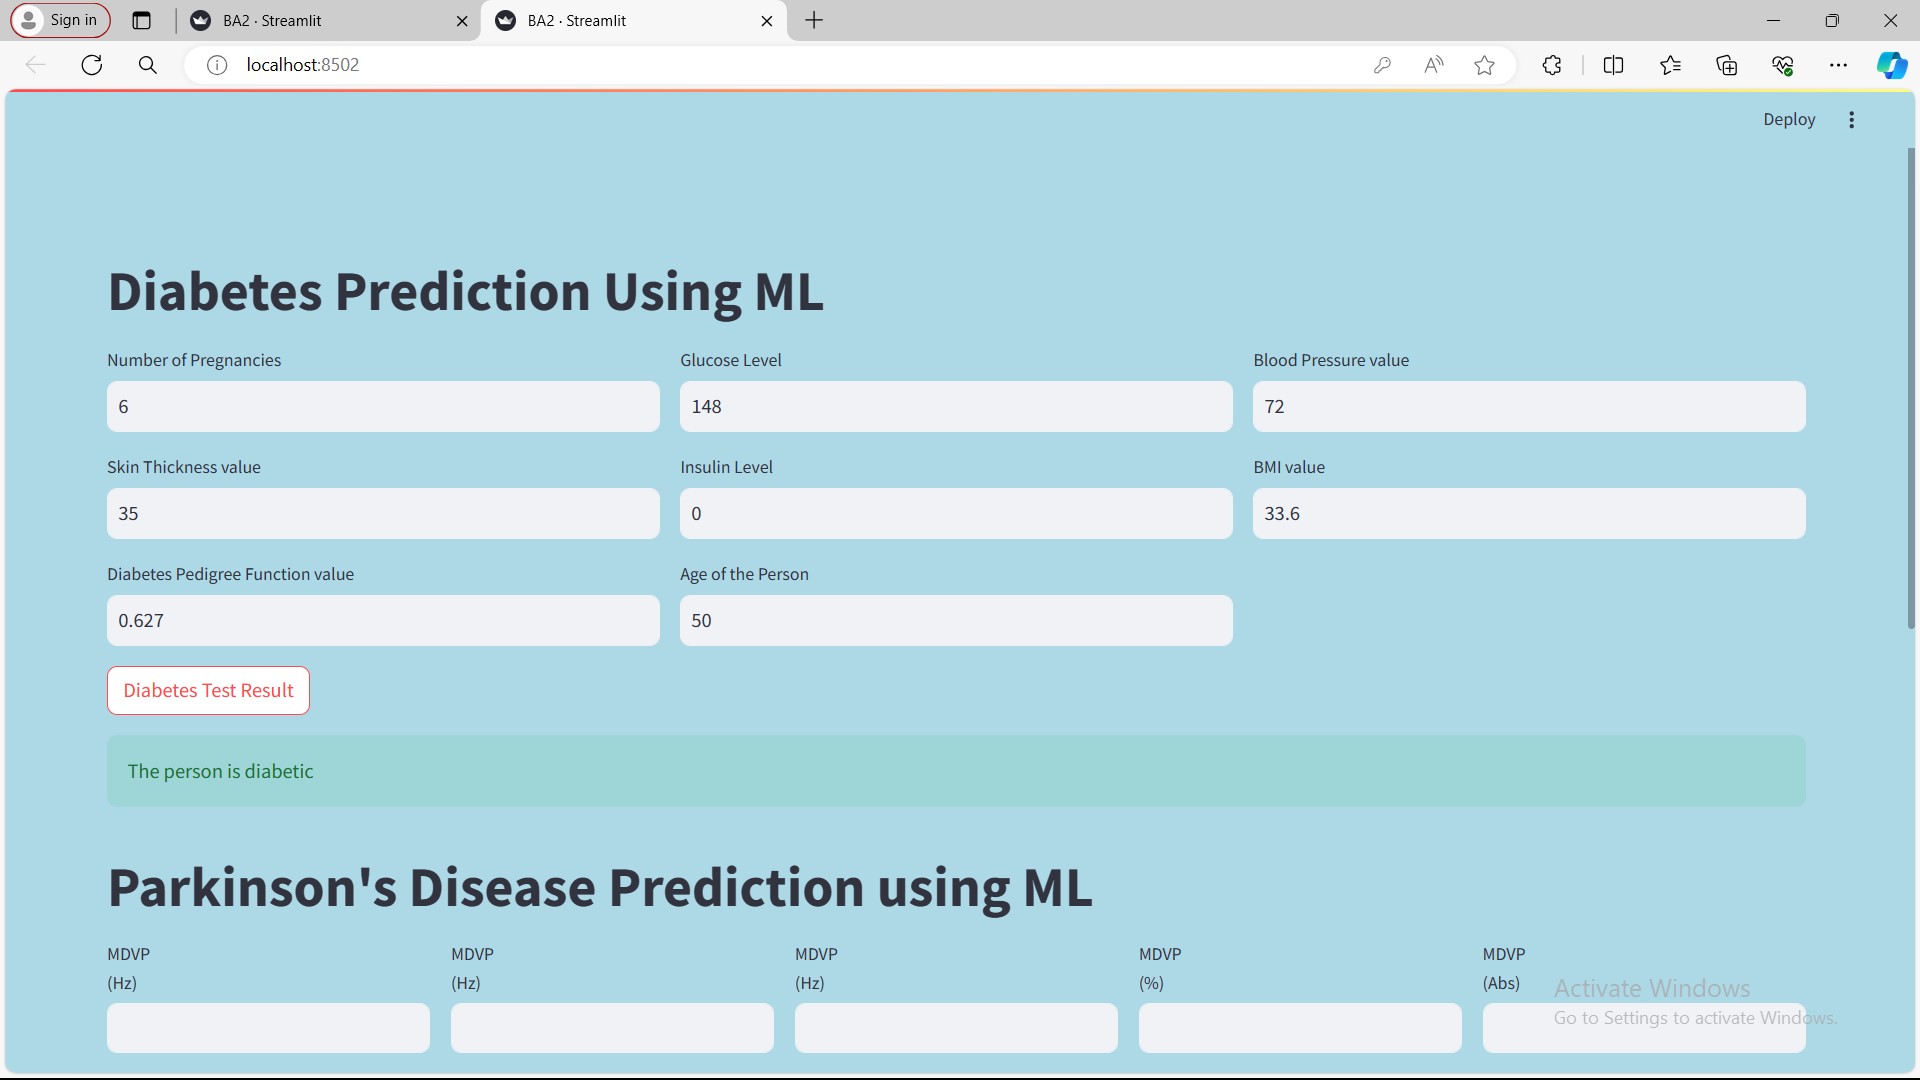 Sign in
BA2 · Streamlit
BA2 · Streamlit
localhost:8502
Deploy
Diabetes Prediction Using ML
Number of Pregnancies
Glucose Level
Blood Pressure value
6
148
72
Skin Thickness value
Insulin Level
BMI value
35
0
33.6
Diabetes Pedigree Function value
Age of the Person
0.627
50
Diabetes Test Result
The person is diabetic
Parkinson's Disease Prediction using ML
MDVP
(Hz)
MDVP
(Hz)
MDVP
(Hz)
MDVP
(%)
MDVP
(Abs)
Activate Windows
Go to Settings to activate Windows.